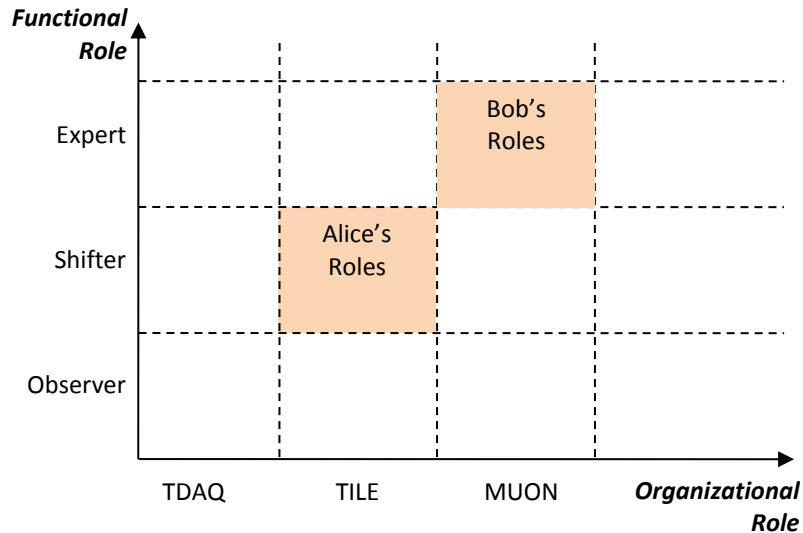 Functional
Role
Expert
Bob's
Roles
Shifter
Alice's
Roles
Observer
TDAQ
TILE
MUON
Organizational
Role